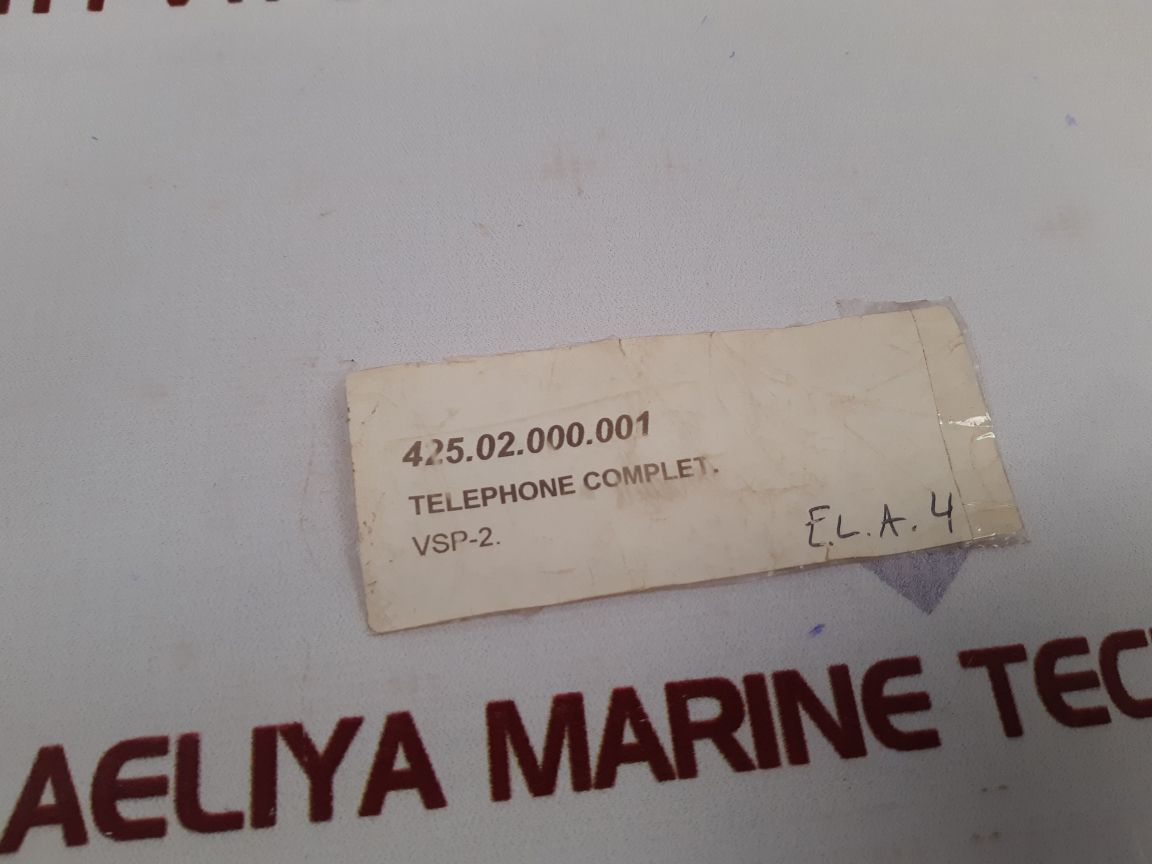 425.02.000.001
TELEPHONE COMPLET.
VSP-2.
E.L.A.4
AELIYA MARINE TEC